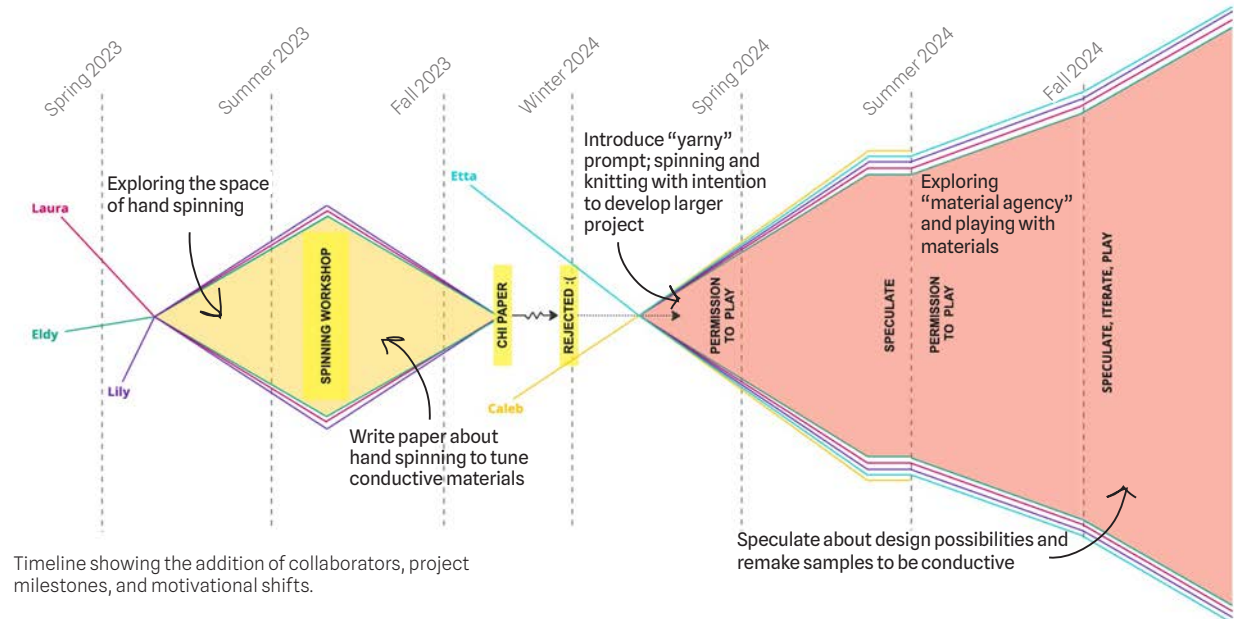 Spring 2023
Summer 2023
Fall 2023
Winter 2024
Spring 2024
Summer 2024
Fall 2024
Laura
Eldy
Lily
Exploring the space
of hand spinning
SPINNING WORKSHOP
Write paper about
hand spinning to tune
conductive materials
CHI PAPER
REJECTED :(
Etta
Caleb
Introduce “yarny”
prompt; spinning and
knitting with intention
to develop larger
project
PERMISSION
TO PLAY
SPECULATE
Exploring
“material agency”
and playing with
materials
PERMISSION
TO PLAY
SPECULATE, ITERATE, PLAY
Speculate about design possibilities and
remake samples to be conductive
Timeline showing the addition of collaborators, project
milestones, and motivational shifts.